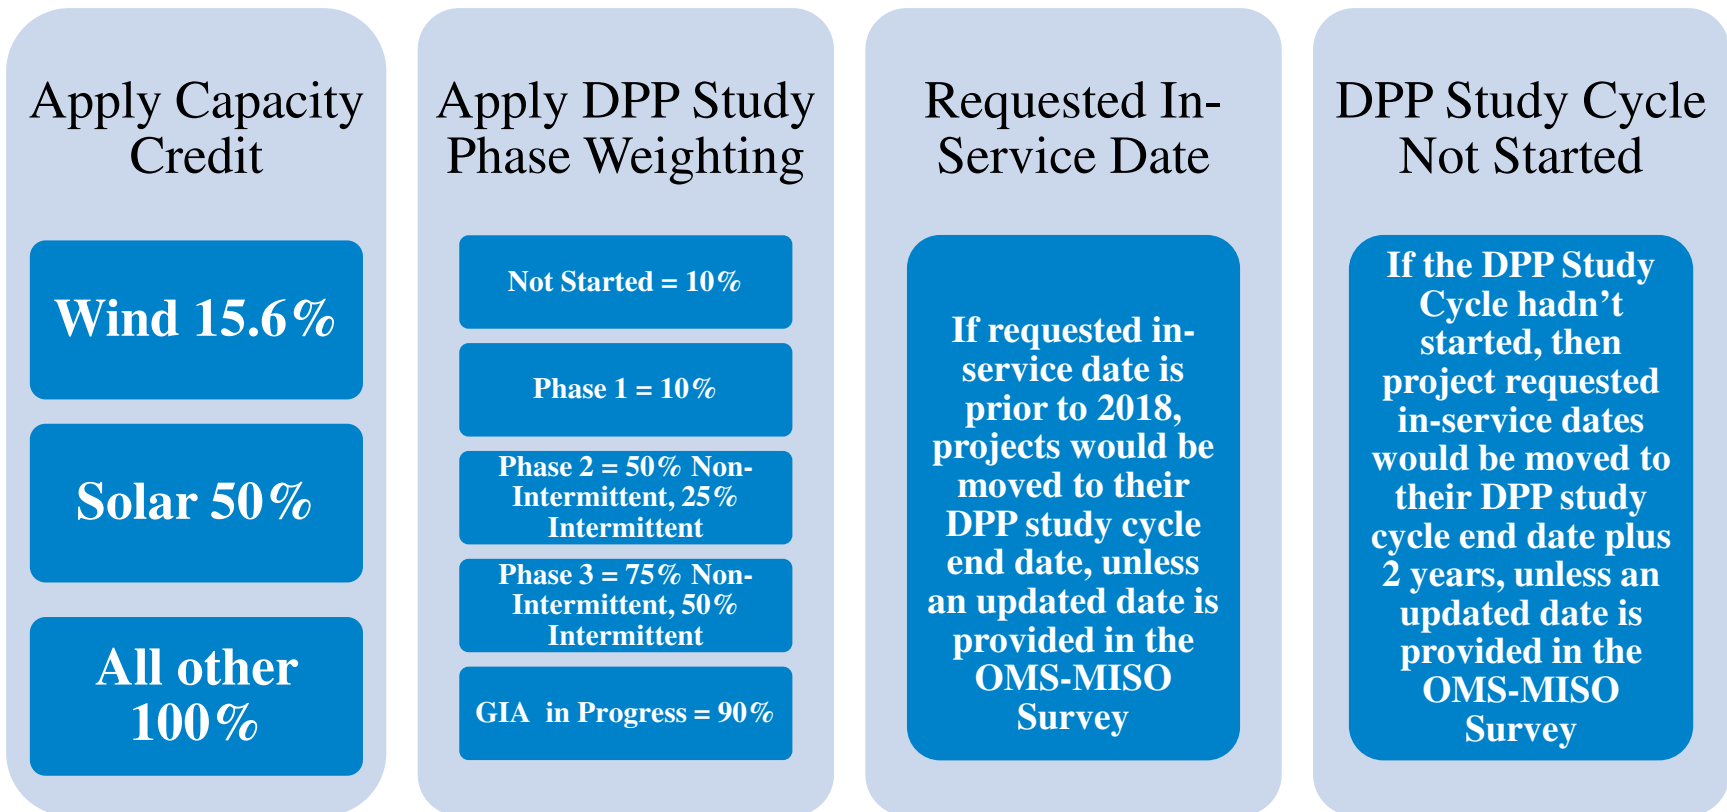 Apply Capacity
Credit
Wind 15.6%
Solar 50%
All other
100%
Apply DPP Study
Phase Weighting
Not Started = 10%
Phase 1 = 10%
Phase 2 = 50% Non-
Intermittent, 25%
Intermittent
Phase 3 = 75% Non-
Intermittent, 50%
Intermittent
GIA  in Progress = 90%
Requested In-
Service Date
If requested in-
service date is
prior to 2018,
projects would be
moved to their
DPP study cycle
end date, unless
an updated date is
provided in the
OMS-MISO
Survey
DPP Study Cycle
Not Started
If the DPP Study
Cycle hadn’t
started, then
project requested
in-service dates
would be moved to
their DPP study
cycle end date plus
2 years, unless an
updated date is
provided in the
OMS-MISO
Survey